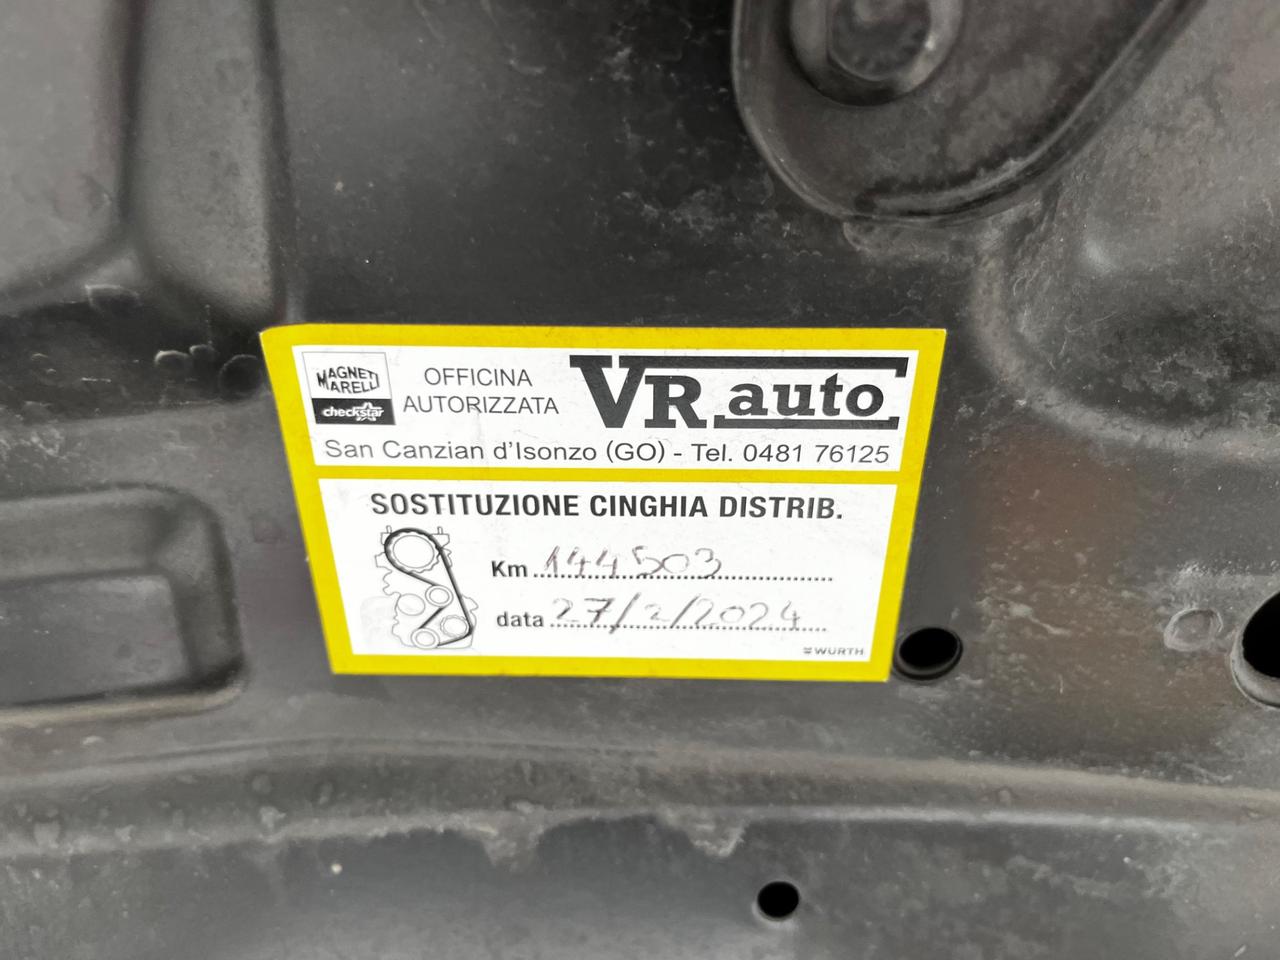 MAGNETI
MARELLI
checkstar
OFFICINA
AUTORIZZATA
VR auto
San Canzian d'Isonzo (GO) - Tel. 0481 76125
SOSTITUZIONE CINGHIA DISTRIB.
Km 144503
data 27/2/2024
WÜRTH